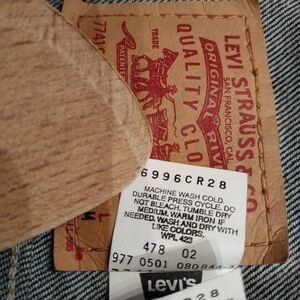 LEVI STRAUSS &
SAN FRANCISCO, CAL
ORIGINAL RIV
QUALITY CLO
TRADE
PATENTED
6996CR28
MACHINE WASH COLD.
DURABLE PRESS CYCLE. DO
NOT BLEACH. TUMBLE DRY
MEDIUM. WARM IRON IF
NEEDED. WASH AND DRY WITH
LIKE COLORS.
WPL 423
478 02
977 0501 080844
Levi's